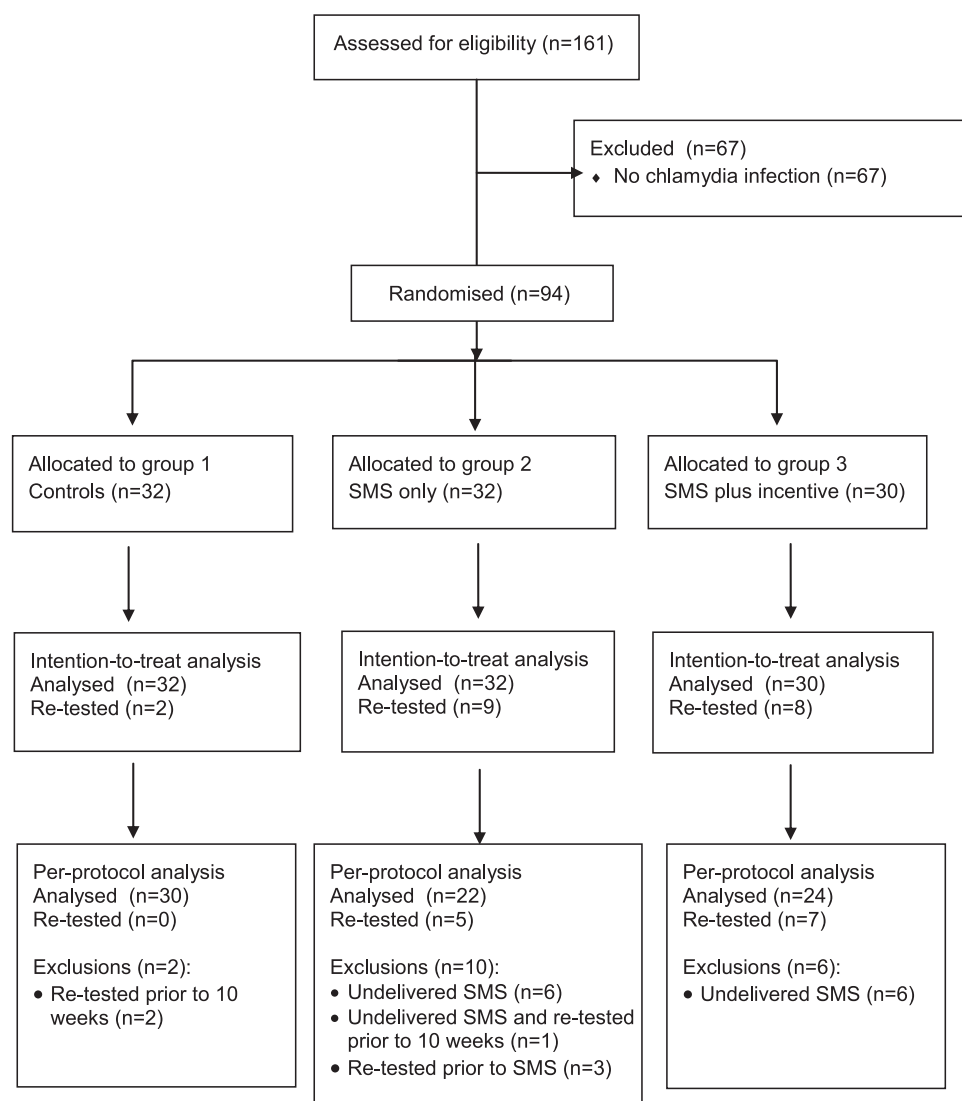 Assessed for eligibility (n=161)
Excluded (n=67)
♦ No chlamydia infection (n=67)
Randomised (n=94)
Allocated to group 1
Controls (n=32)
Allocated to group 2
SMS only (n=32)
Allocated to group 3
SMS plus incentive (n=30)
Intention-to-treat analysis
Analysed (n=32)
Re-tested (n=2)
Intention-to-treat analysis
Analysed (n=32)
Re-tested (n=9)
Intention-to-treat analysis
Analysed (n=30)
Re-tested (n=8)
Per-protocol analysis
Analysed (n=30)
Re-tested (n=0)
Exclusions (n=2):
• Re-tested prior to 10
weeks (n=2)
Per-protocol analysis
Analysed (n=22)
Re-tested (n=5)
Exclusions (n=10):
• Undelivered SMS (n=6)
• Undelivered SMS and re-tested
prior to 10 weeks (n=1)
• Re-tested prior to SMS (n=3)
Per-protocol analysis
Analysed (n=24)
Re-tested (n=7)
Exclusions (n=6):
• Undelivered SMS (n=6)